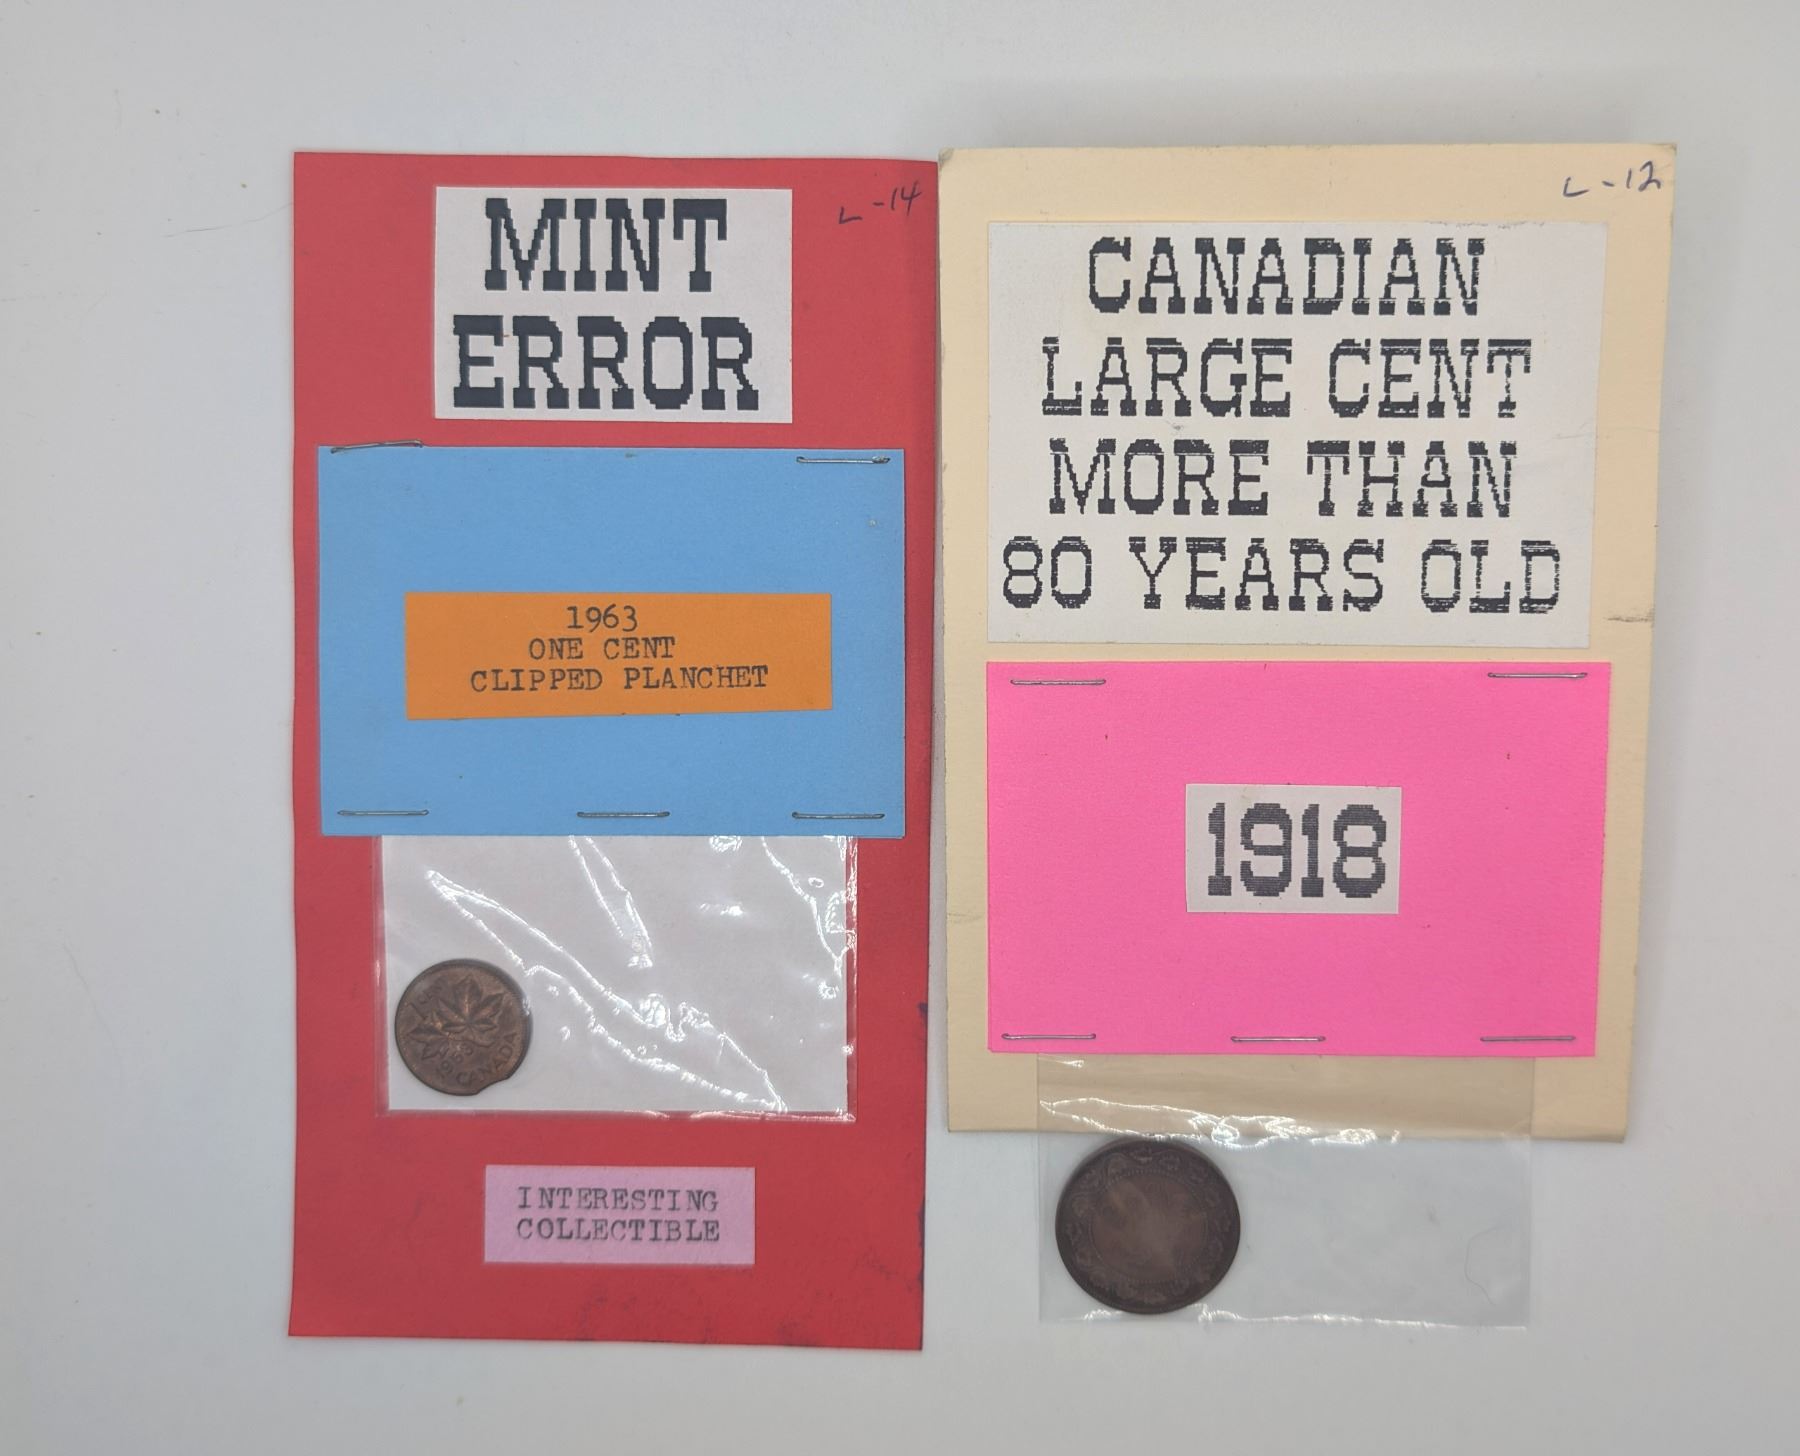 MINT
ERROR
L-14
1963
ONE CENT
CLIPPED PLANCHET
1963
CANADA
INTERESTING
COLLECTIBLE
L-12
CANADIAN
LARGE CENT
MORE THAN
80 YEARS OLD
1918